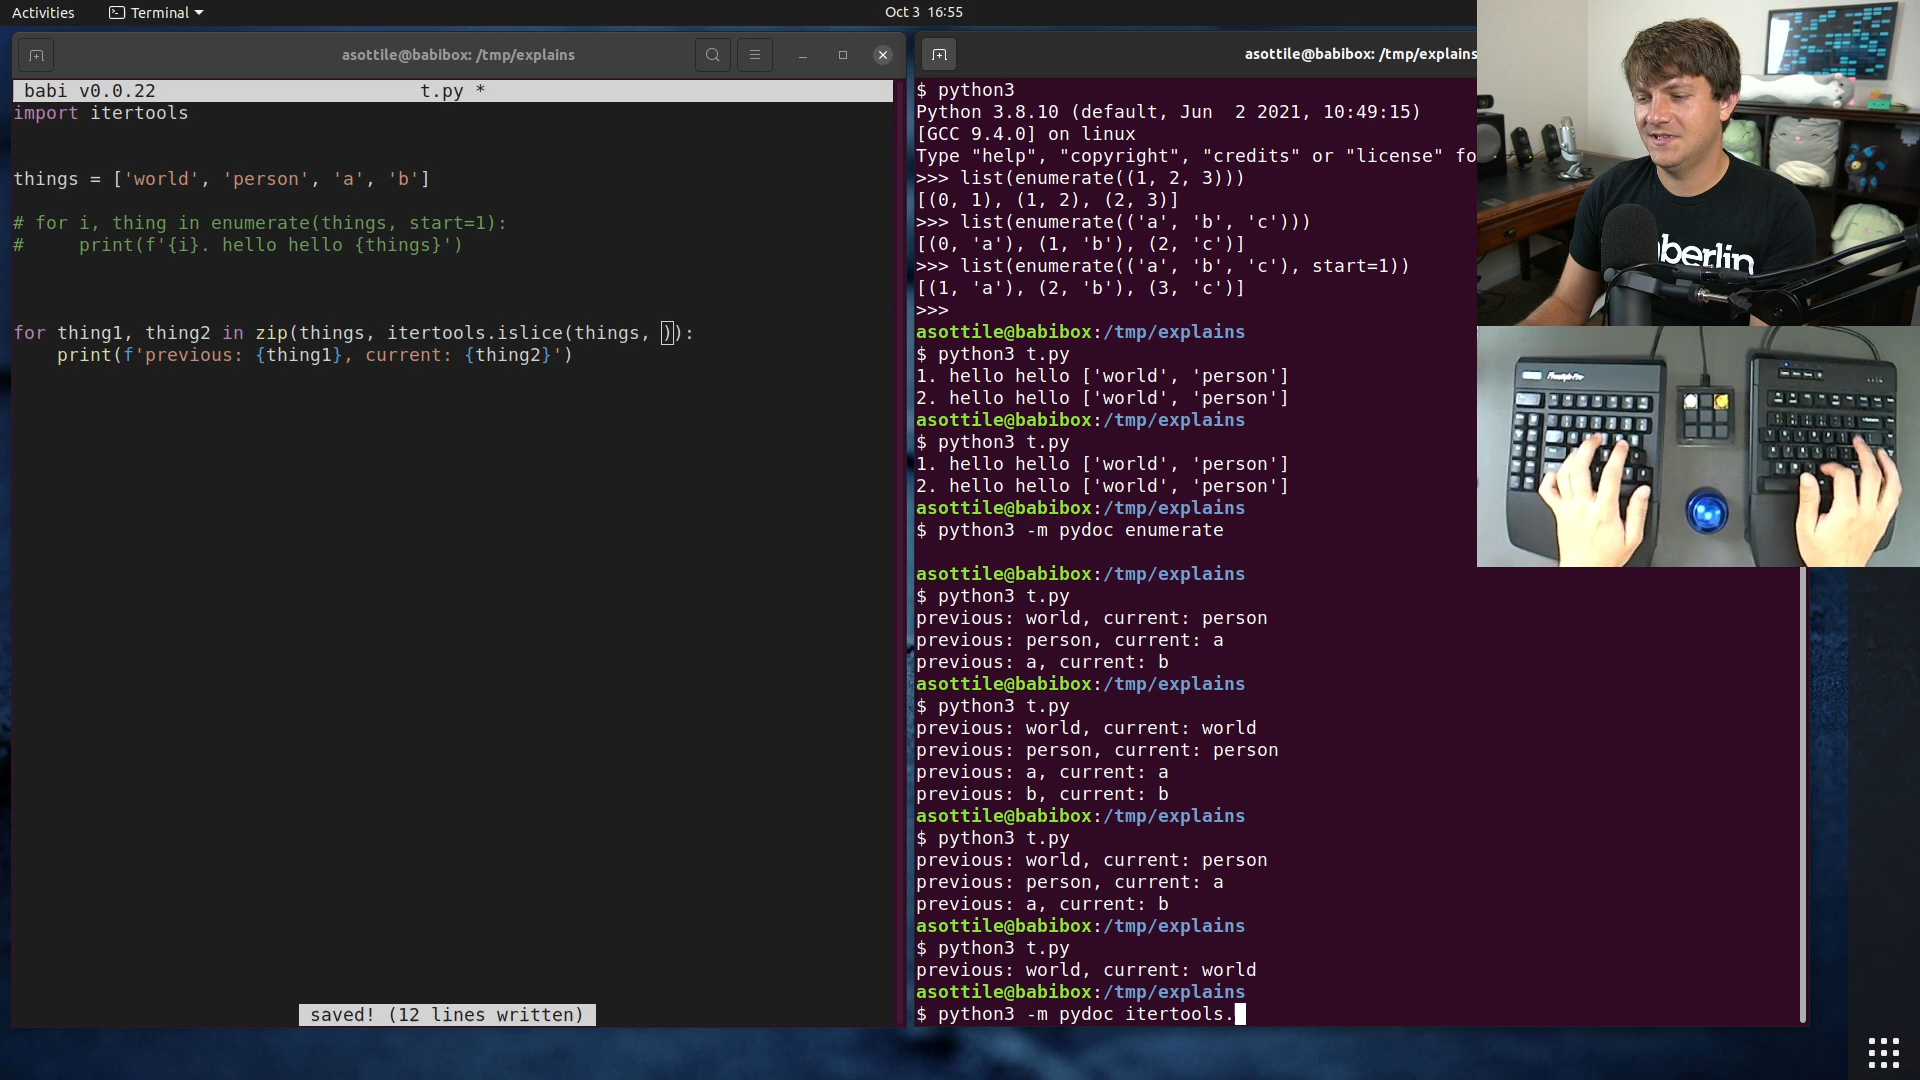 Activities
Terminal
Oct 3 16:55
asottile@babibox: /tmp/explains
babi v0.0.22 t.py *
import itertools
things = ['world', 'person', 'a', 'b']
# for i, thing in enumerate(things, start=1):
#     print(f'{i}. hello hello {things}')
for thing1, thing2 in zip(things, itertools.islice(things, )):
    print(f'previous: {thing1}, current: {thing2}')
saved! (12 lines written)
asottile@babibox: /tmp/explains
$ python3
Python 3.8.10 (default, Jun  2 2021, 10:49:15)
[GCC 9.4.0] on linux
Type "help", "copyright", "credits" or "license" fo
>>> list(enumerate((1, 2, 3)))
[(0, 1), (1, 2), (2, 3)]
>>> list(enumerate(('a', 'b', 'c')))
[(0, 'a'), (1, 'b'), (2, 'c')]
>>> list(enumerate(('a', 'b', 'c'), start=1))
[(1, 'a'), (2, 'b'), (3, 'c')]
>>>
asottile@babibox:/tmp/explains
$ python3 t.py
1. hello hello ['world', 'person']
2. hello hello ['world', 'person']
asottile@babibox:/tmp/explains
$ python3 t.py
1. hello hello ['world', 'person']
2. hello hello ['world', 'person']
asottile@babibox:/tmp/explains
$ python3 -m pydoc enumerate
asottile@babibox:/tmp/explains
$ python3 t.py
previous: world, current: person
previous: person, current: a
previous: a, current: b
asottile@babibox:/tmp/explains
$ python3 t.py
previous: world, current: world
previous: person, current: person
previous: a, current: a
previous: b, current: b
asottile@babibox:/tmp/explains
$ python3 t.py
previous: world, current: person
previous: person, current: a
previous: a, current: b
asottile@babibox:/tmp/explains
$ python3 t.py
previous: world, current: world
asottile@babibox:/tmp/explains
$ python3 -m pydoc itertools.
berlin